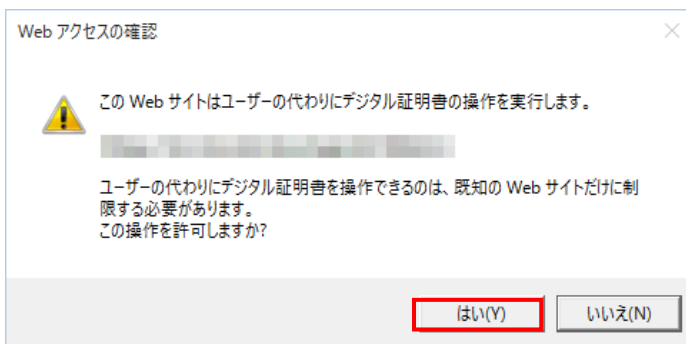 Web アクセスの確認
この Web サイトはユーザーの代わりにデジタル証明書の操作を実行します。
ユーザーの代わりにデジタル証明書を操作できるのは、既知の Web サイトだけに制
限する必要があります。
この操作を許可しますか?
はい(Y)
いいえ(N)